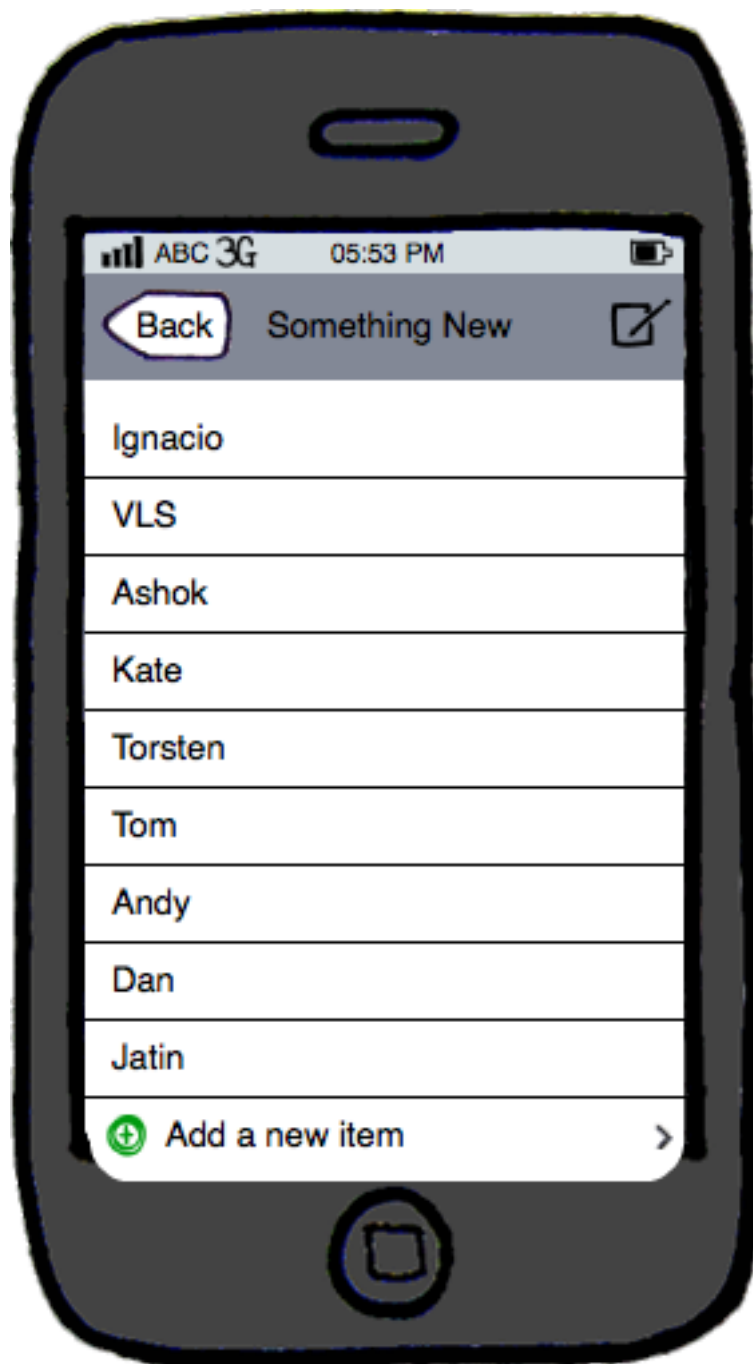 ABC 3G 05:53 PM
Back Something New
Ignacio
VLS
Ashok
Kate
Torsten
Tom
Andy
Dan
Jatin
Add a new item